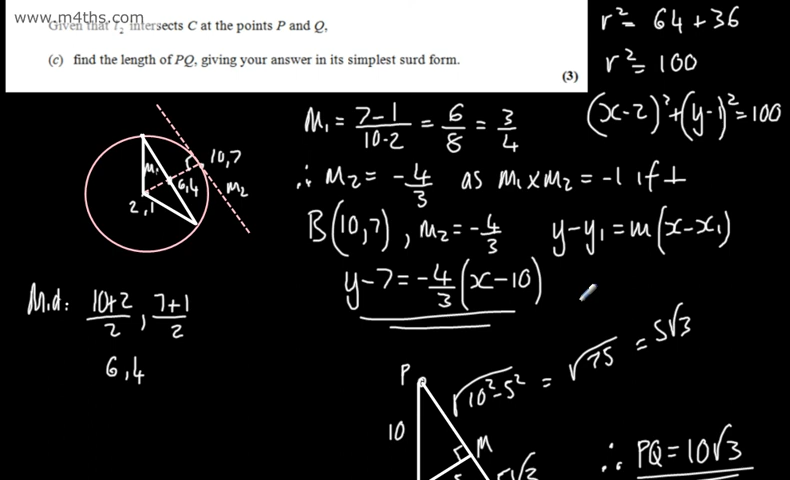 www.m4ths.com
Given that l₂ intersects C at the points P and Q,
(c) find the length of PQ, giving your answer in its simplest surd form.
(3)
r² = 64 + 36
r² = 100
(x-2)² + (y-1)² = 100
M₁ = 7-1/10-2 = 6/8 = 3/4
∴ M₂ = -4/3 as M₁ x M₂ = -1 if ⊥
B(10,7), M₂ = -4/3 y-y₁ = m(x-x₁)
y-7 = -4/3(x-10)
10,7
M₁
6,4
M₂
2,1
Mid: 10+2/2, 7+1/2
6,4
P
√10²-5² = √75 = 5√3
10
M
5√3
∴ PQ = 10√3